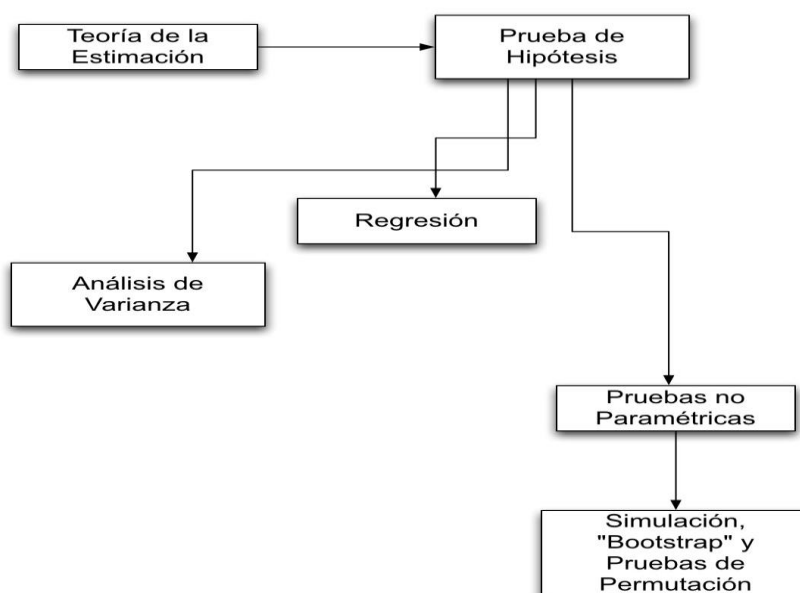 Teoría de la
Estimación
Prueba de
Hipótesis
Regresión
Análisis de
Varianza
Pruebas no
Paramétricas
Simulación,
"Bootstrap" y
Pruebas de
Permutación